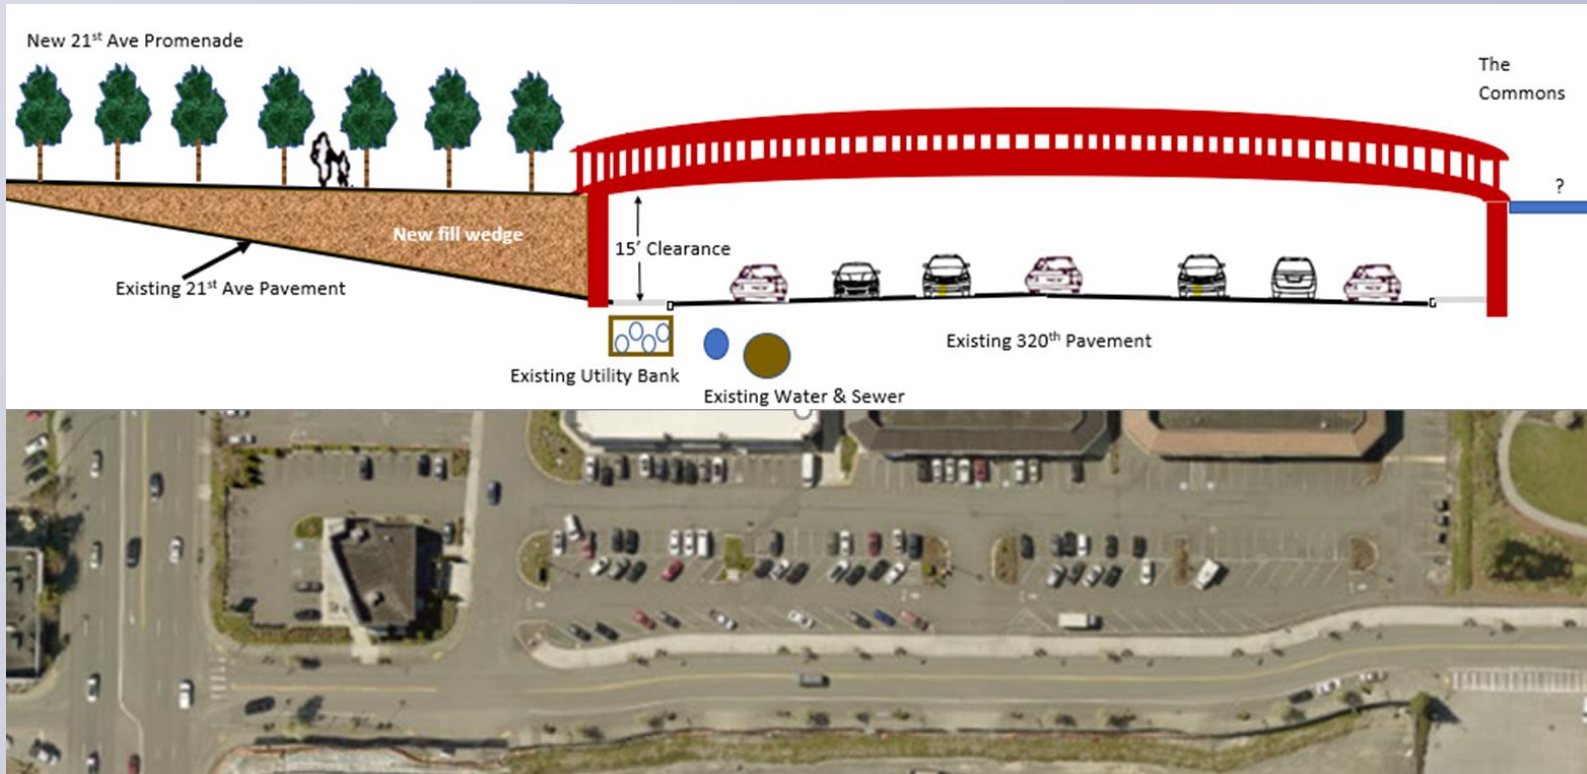 New 21st Ave Promenade
The
Commons
?
New fill wedge
15’ Clearance
Existing 21st Ave Pavement
Existing 320th Pavement
Existing Utility Bank
Existing Water & Sewer